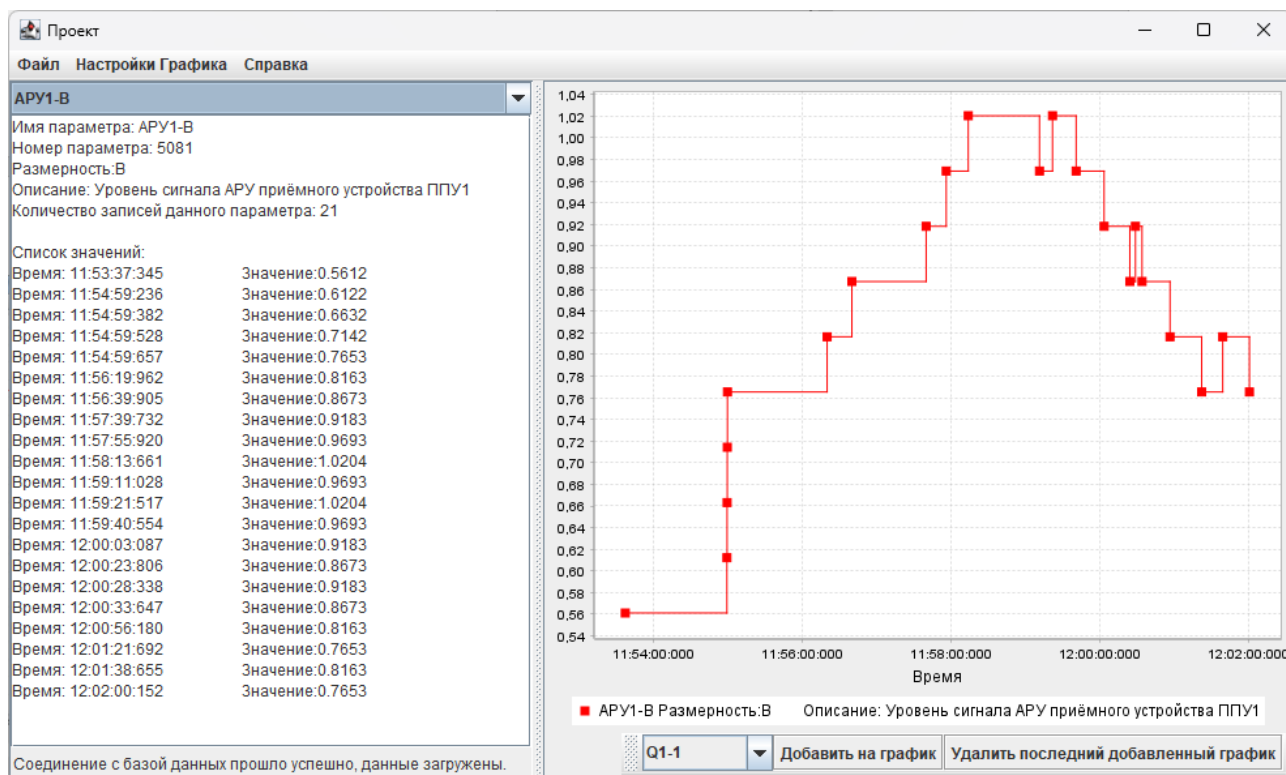 Проект
Файл Настройки Графика Справка
АРУ1-В
Имя параметра: АРУ1-В
Номер параметра: 5081
Размерность:В
Описание: Уровень сигнала АРУ приёмного устройства ППУ1
Количество записей данного параметра: 21
Список значений:
Время: 11:53:37:345 Значение:0.5612
Время: 11:54:59:236 Значение:0.6122
Время: 11:54:59:382 Значение:0.6632
Время: 11:54:59:528 Значение:0.7142
Время: 11:54:59:657 Значение:0.7653
Время: 11:56:19:962 Значение:0.8163
Время: 11:56:39:905 Значение:0.8673
Время: 11:57:39:732 Значение:0.9183
Время: 11:57:55:920 Значение:0.9693
Время: 11:58:13:661 Значение:1.0204
Время: 11:59:11:028 Значение:0.9693
Время: 11:59:21:517 Значение:1.0204
Время: 11:59:40:554 Значение:0.9693
Время: 12:00:03:087 Значение:0.9183
Время: 12:00:23:806 Значение:0.8673
Время: 12:00:28:338 Значение:0.9183
Время: 12:00:33:647 Значение:0.8673
Время: 12:00:56:180 Значение:0.8163
Время: 12:01:21:692 Значение:0.7653
Время: 12:01:38:655 Значение:0.8163
Время: 12:02:00:152 Значение:0.7653
Соединение с базой данных прошло успешно, данные загружены.
1,04
1,02
1,00
0,98
0,96
0,94
0,92
0,90
0,88
0,86
0,84
0,82
0,80
0,78
0,76
0,74
0,72
0,70
0,68
0,66
0,64
0,62
0,60
0,58
0,56
0,54
11:54:00:000 11:56:00:000 11:58:00:000 12:00:00:000 12:02:00:000
Время
АРУ1-В Размерность:В Описание: Уровень сигнала АРУ приёмного устройства ППУ1
Q1-1 Добавить на график Удалить последний добавленный график